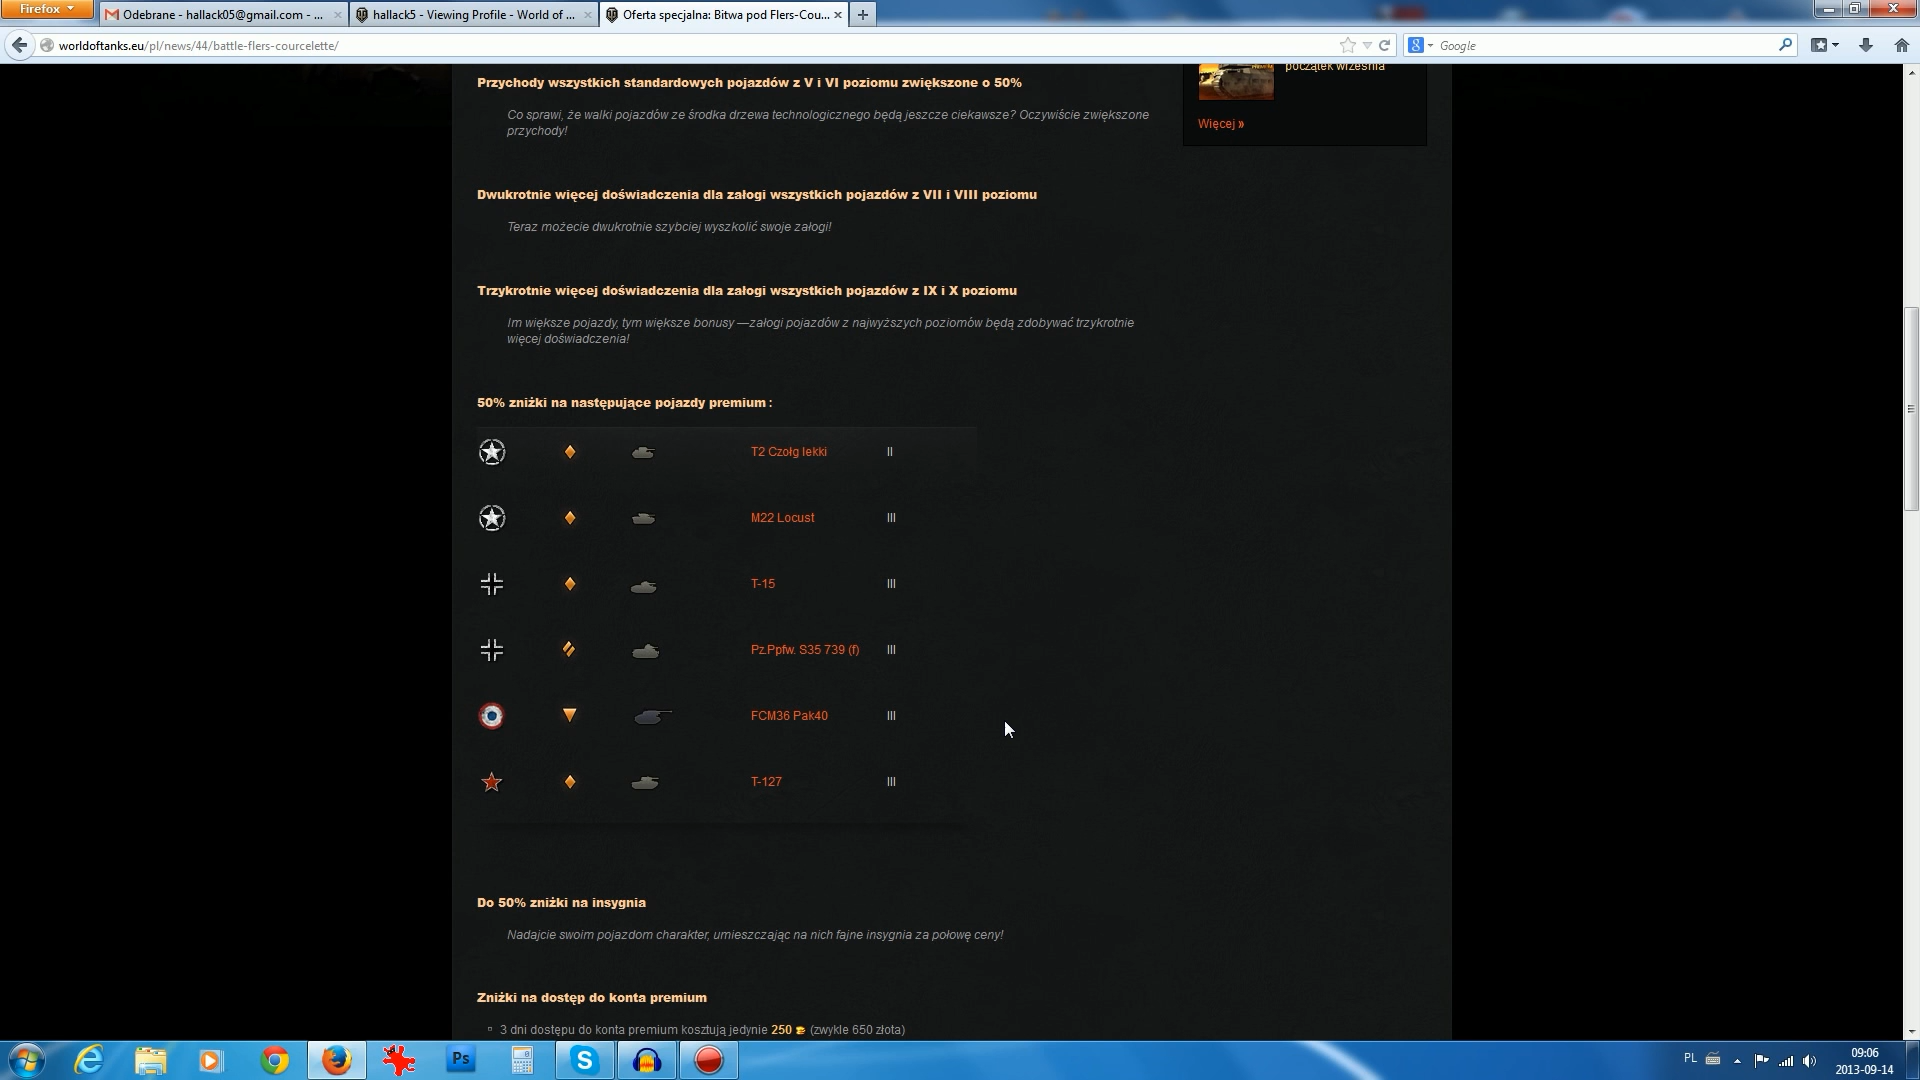 Firefox
Odebrane - hallack05@gmail.com - ...
hallack5 - Viewing Profile - World of ...
Oferta specjalna: Bitwa pod Flers-Cou...
worldoftanks.eu/pl/news/44/battle-flers-courcelette/
Google
Przychody wszystkich standardowych pojazdów z V i VI poziomu zwiększone o 50%
Co sprawi, że walki pojazdów ze środka drzewa technologicznego będą jeszcze ciekawsze? Oczywiście zwiększone
przychody!
początek września
Więcej »
Dwukrotnie więcej doświadczenia dla załogi wszystkich pojazdów z VII i VIII poziomu
Teraz możecie dwukrotnie szybciej wyszkolić swoje załogi!
Trzykrotnie więcej doświadczenia dla załogi wszystkich pojazdów z IX i X poziomu
Im większe pojazdy, tym większe bonusy —załogi pojazdów z najwyższych poziomów będą zdobywać trzykrotnie
więcej doświadczenia!
50% zniżki na następujące pojazdy premium :
T2 Czołg lekki II
M22 Locust III
T-15 III
Pz.Ppfw. S35 739 (f) III
FCM36 Pak40 III
T-127 III
Do 50% zniżki na insygnia
Nadajcie swoim pojazdom charakter, umieszczając na nich fajne insygnia za połowę ceny!
Zniżki na dostęp do konta premium
3 dni dostępu do konta premium kosztują jedynie 250 (zwykle 650 złota)
Ps
PL
09:06
2013-09-14